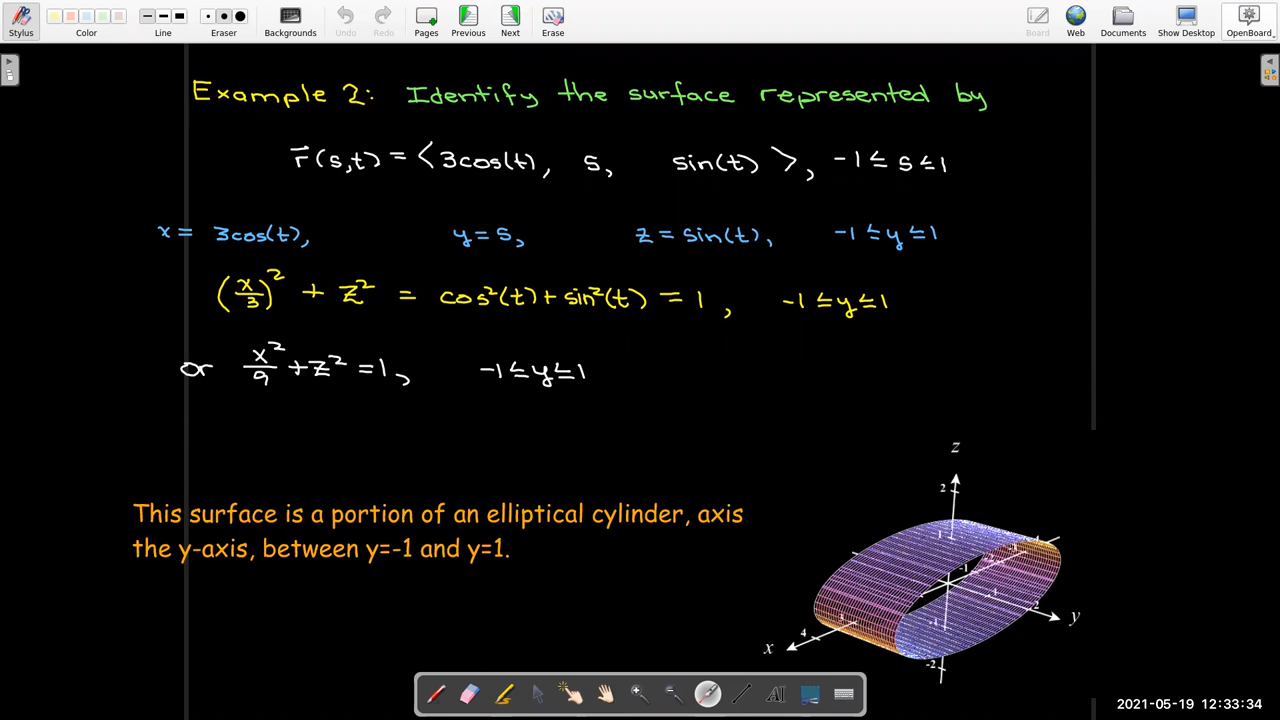 Stylus Color Line Eraser Backgrounds Undo Redo Pages Previous Next Erase Board Web Documents Show Desktop OpenBoard
Example 2: Identify the surface represented by
r⃗(s,t) = ⟨3cos(t), s, sin(t)⟩, -1 ≤ s ≤ 1
x = 3cos(t), y = s, z = sin(t), -1 ≤ y ≤ 1
(x/3)² + z² = cos²(t) + sin²(t) = 1, -1 ≤ y ≤ 1
or x²/9 + z² = 1, -1 ≤ y ≤ 1
z
2
This surface is a portion of an elliptical cylinder, axis
the y-axis, between y=-1 and y=1.
1
-1
2
y
4
x
-2
2021-05-19 12:33:34